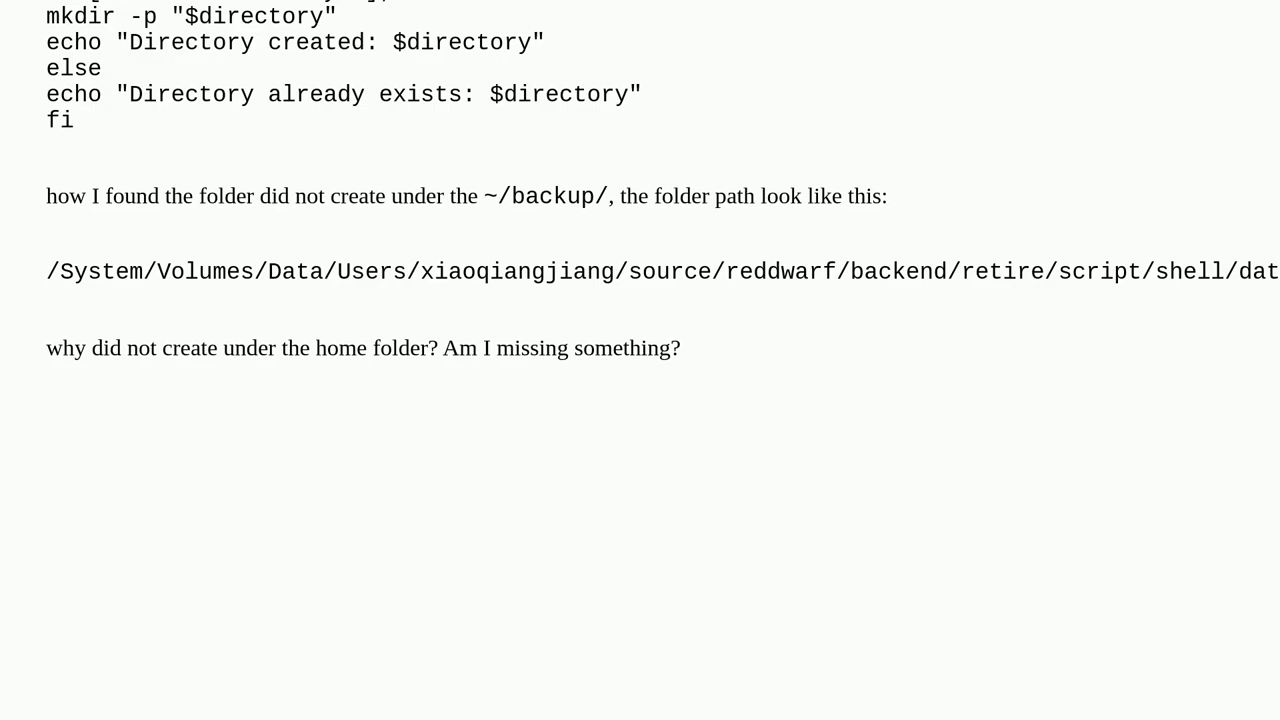 mkdir -p "$directory"
echo "Directory created: $directory"
else
echo "Directory already exists: $directory"
fi
how I found the folder did not create under the ~/backup/, the folder path look like this:
/System/Volumes/Data/Users/xiaoqiangjiang/source/reddwarf/backend/retire/script/shell/dat
why did not create under the home folder? Am I missing something?